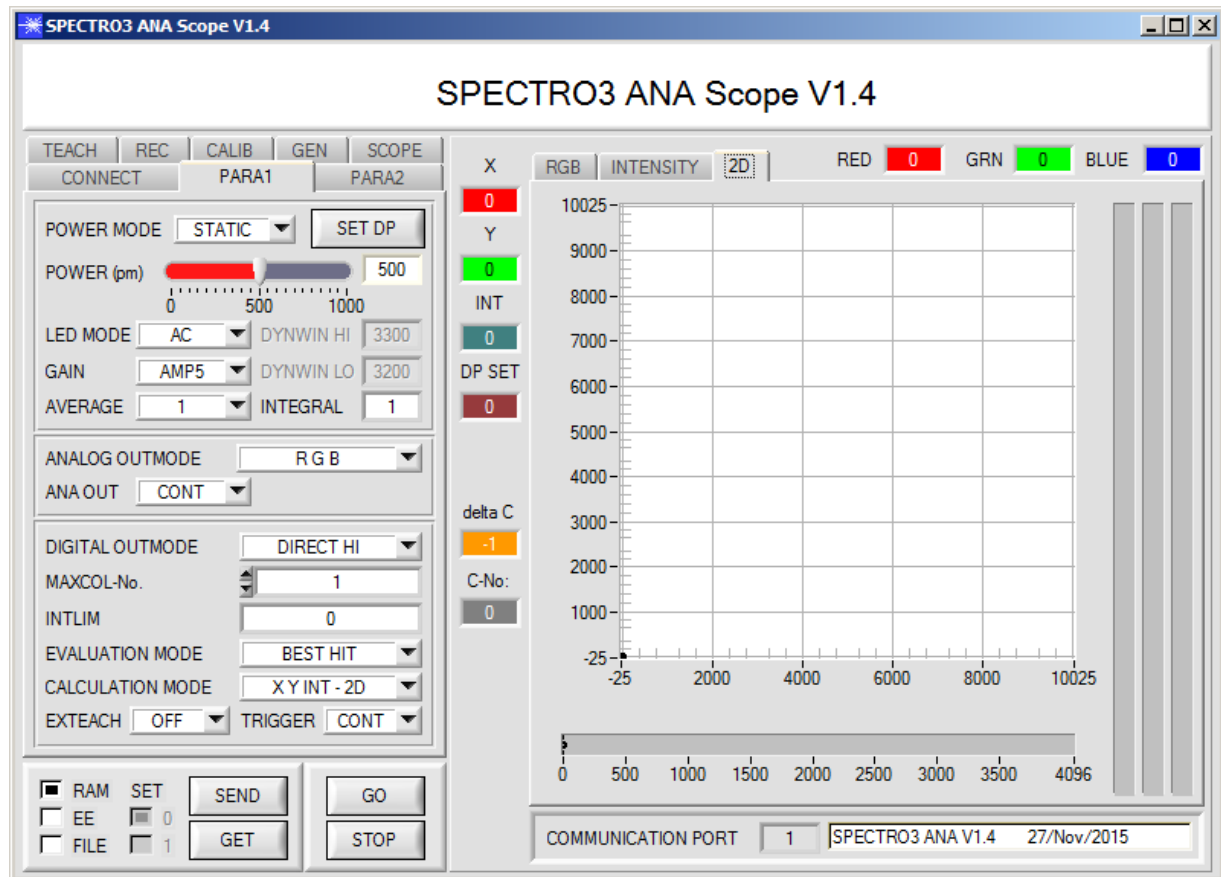 SPECTRO3 ANA Scope V1.4
SPECTRO3 ANA Scope V1.4
TEACH REC CALIB GEN SCOPE
CONNECT PARA1 PARA2
POWER MODE STATIC SET DP
POWER (pm) 500
0 500 1000
LED MODE AC DYNWIN HI 3300
GAIN AMP5 DYNWIN LO 3200
AVERAGE 1 INTEGRAL 1
ANALOG OUTMODE R G B
ANA OUT CONT
DIGITAL OUTMODE DIRECT HI
MAXCOL-No. 1
INTLIM 0
EVALUATION MODE BEST HIT
CALCULATION MODE X Y INT - 2D
EXTEACH OFF TRIGGER CONT
RAM SET SEND GO
EE 0
FILE 1 GET STOP
X
0
Y
0
INT
0
DP SET
0
delta C
-1
C-No:
0
RGB INTENSITY 2D RED 0 GRN 0 BLUE 0
10025
9000
8000
7000
6000
5000
4000
3000
2000
1000
-25
-25 2000 4000 6000 8000 10025
0 500 1000 1500 2000 2500 3000 3500 4096
COMMUNICATION PORT 1 SPECTRO3 ANA V1.4 27/Nov/2015